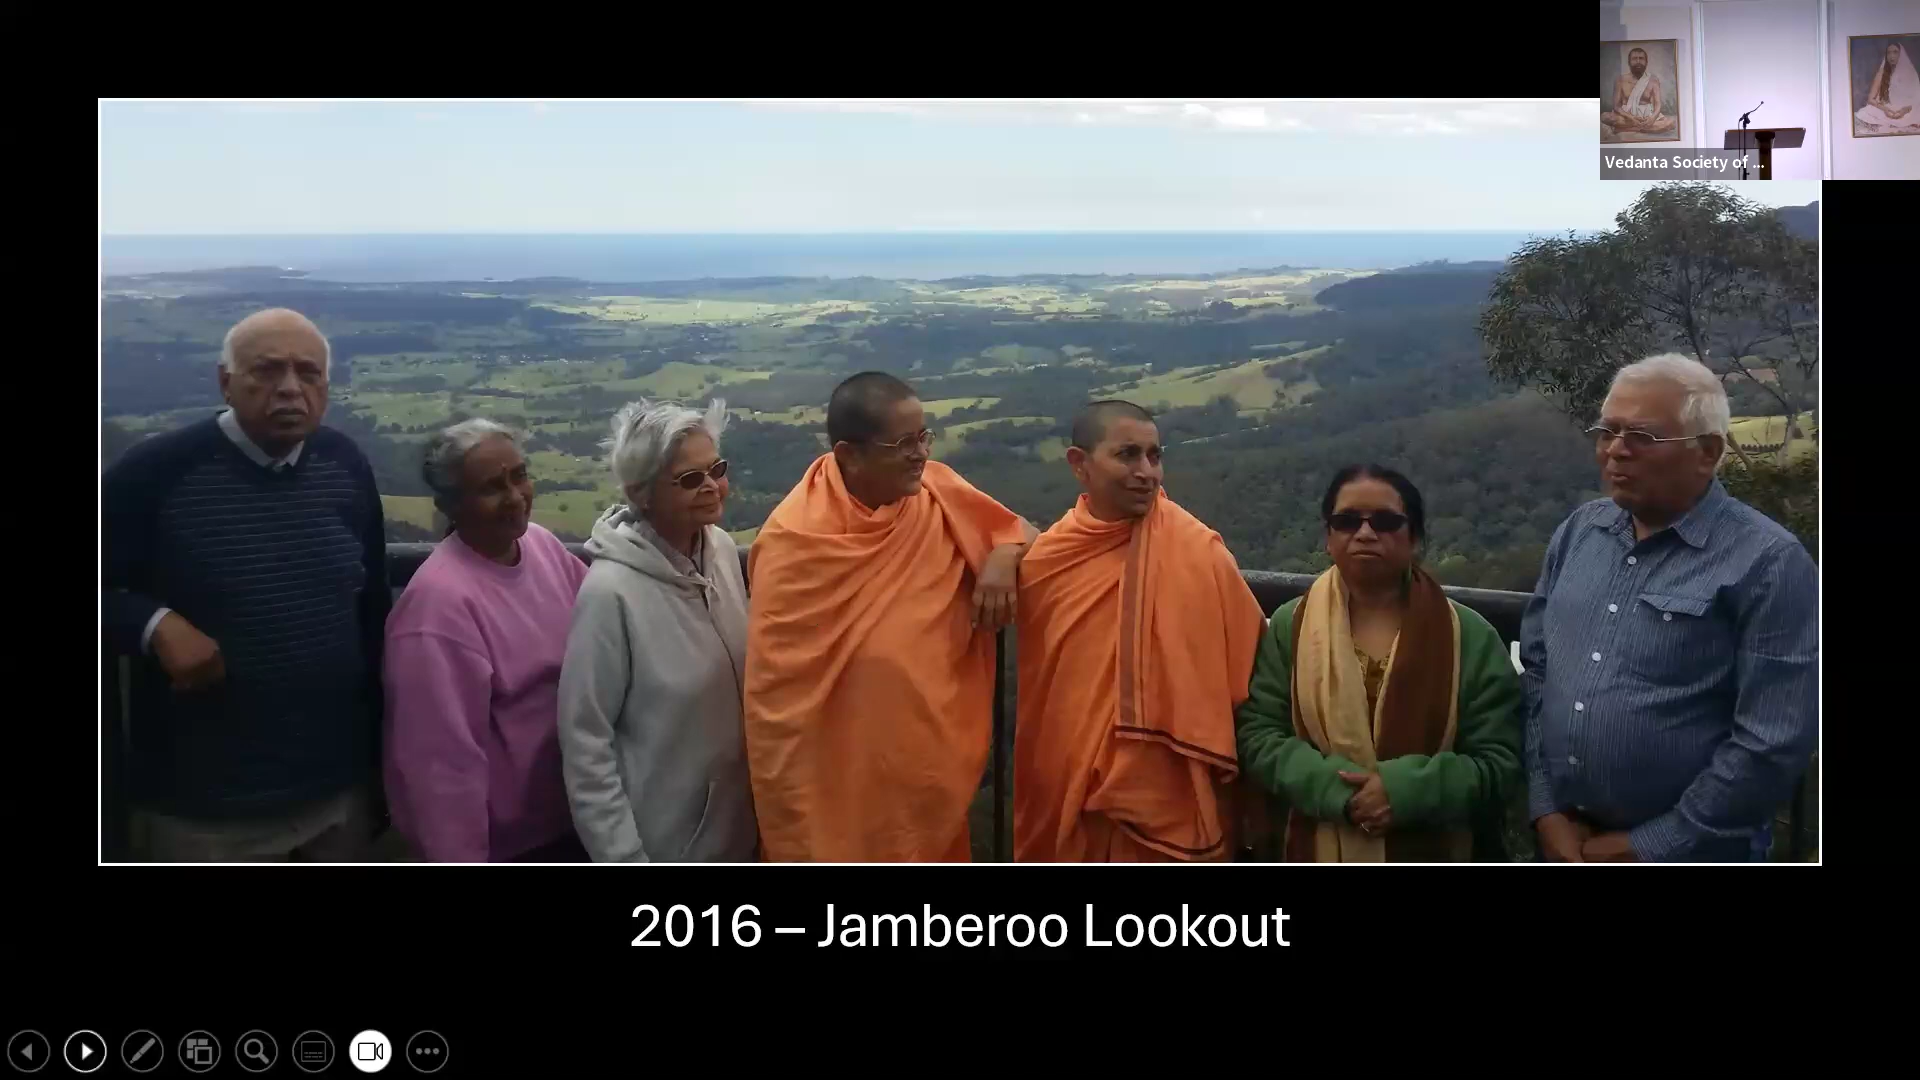 Vedanta Society of ...
2016 – Jamberoo Lookout